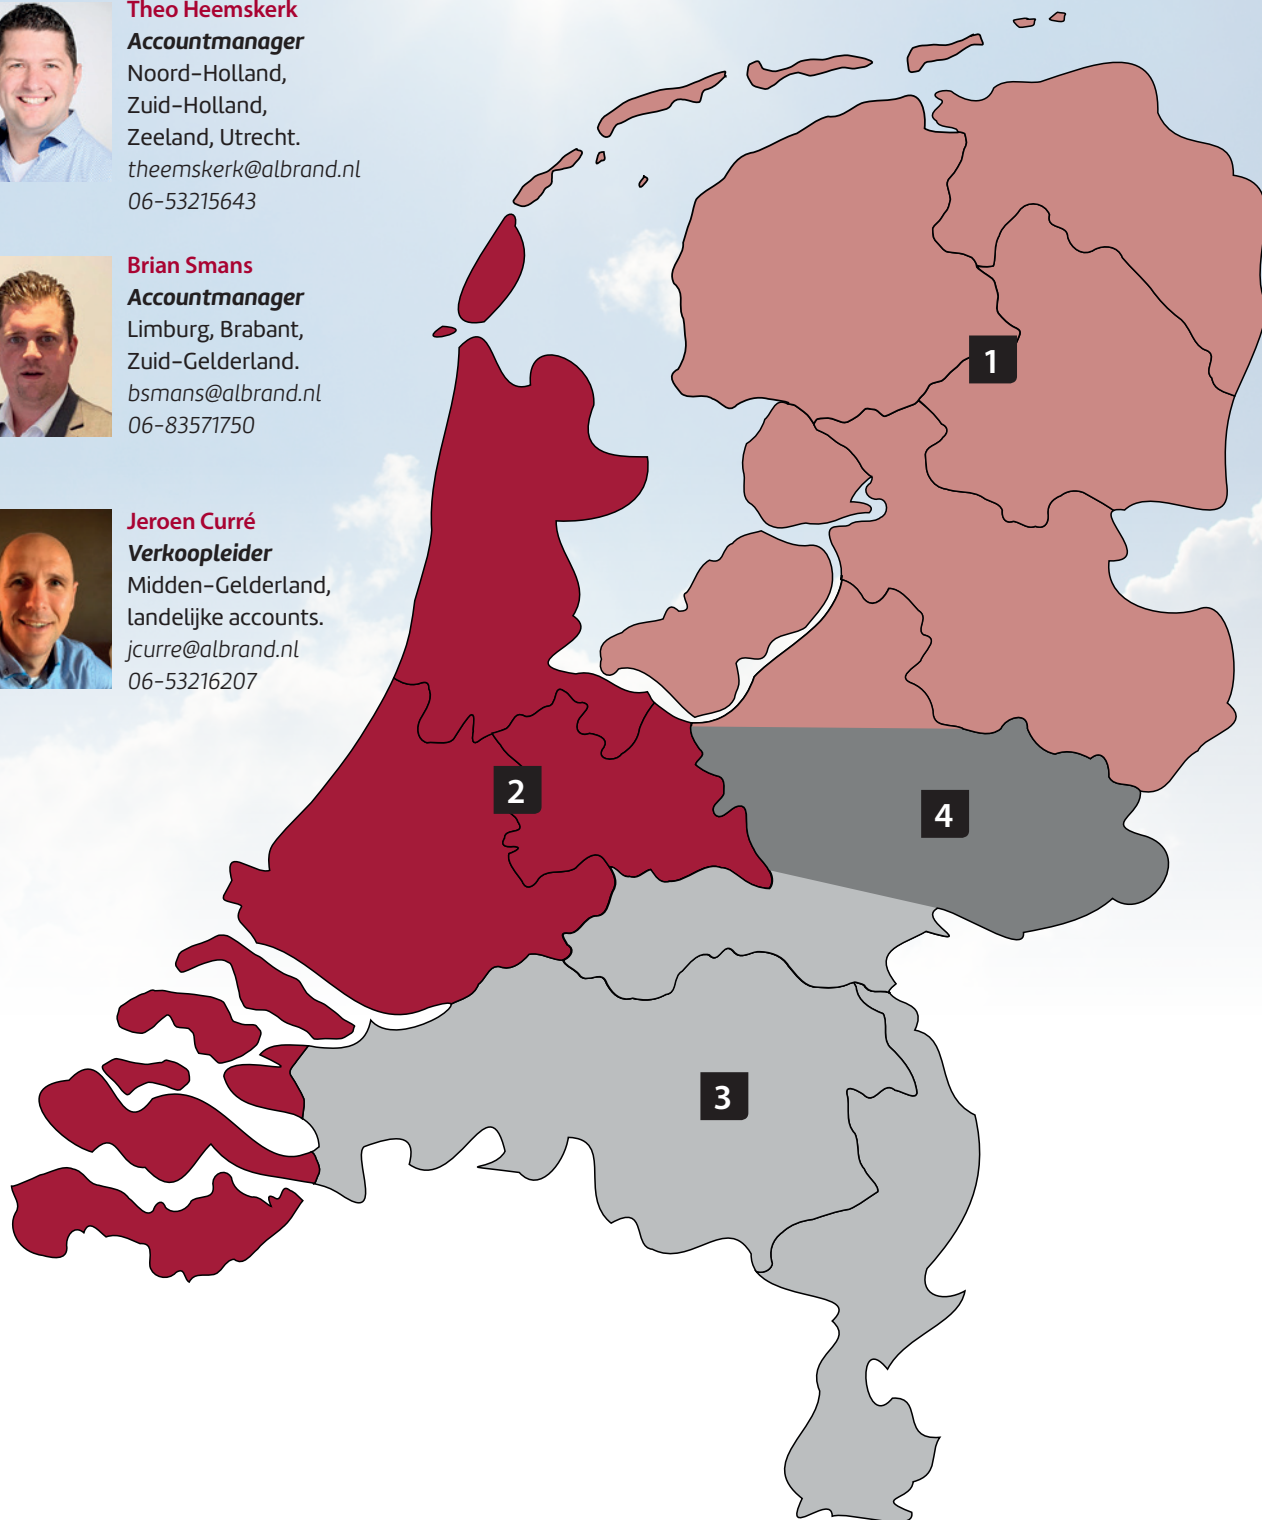 Theo Heemskerk
Accountmanager
Noord-Holland,
Zuid-Holland,
Zeeland, Utrecht.
theemskerk@albrand.nl
06-53215643
Brian Smans
Accountmanager
Limburg, Brabant,
Zuid-Gelderland.
bsmans@albrand.nl
06-83571750
Jeroen Curré
Verkoopleider
Midden-Gelderland,
landelijke accounts.
jcurre@albrand.nl
06-53216207
1
2
4
3